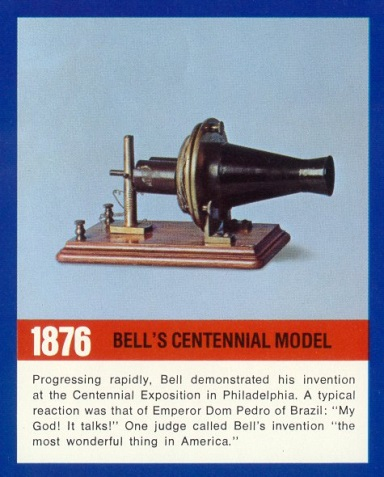 1876 BELL'S CENTENNIAL MODEL
Progressing rapidly, Bell demonstrated his invention
at the Centennial Exposition in Philadelphia. A typical
reaction was that of Emperor Dom Pedro of Brazil: "My
God! It talks!" One judge called Bell's invention "the
most wonderful thing in America."